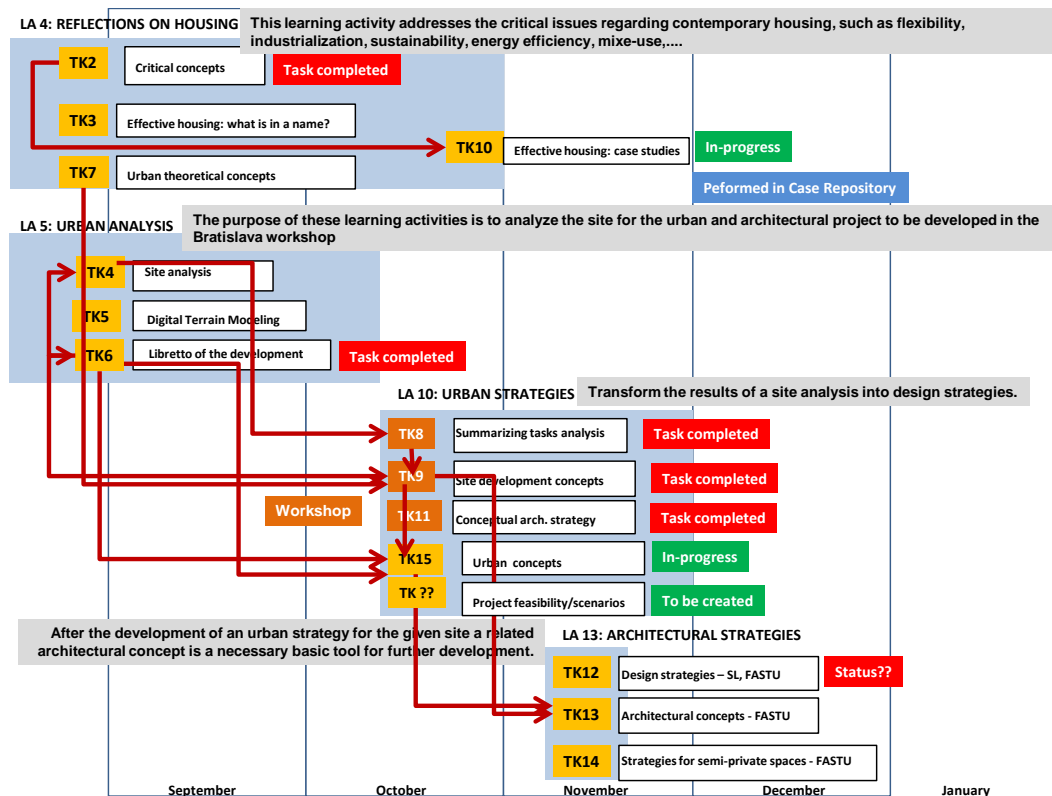 LA 4: REFLECTIONS ON HOUSING
This learning activity addresses the critical issues regarding contemporary housing, such as flexibility,
industrialization, sustainability, energy efficiency, mixe-use,....
TK2
Critical concepts
Task completed
TK3
Effective housing: what is in a name?
TK10
Effective housing: case studies
In-progress
TK7
Urban theoretical concepts
Peformed in Case Repository
LA 5: URBAN ANALYSIS
The purpose of these learning activities is to analyze the site for the urban and architectural project to be developed in the
Bratislava workshop
TK4
Site analysis
TK5
Digital Terrain Modeling
TK6
Libretto of the development
Task completed
LA 10: URBAN STRATEGIES
Transform the results of a site analysis into design strategies.
TK8
Summarizing tasks analysis
Task completed
TK9
Site development concepts
Task completed
Workshop
TK11
Conceptual arch. strategy
Task completed
TK15
Urban concepts
In-progress
TK ??
Project feasibility/scenarios
To be created
After the development of an urban strategy for the given site a related
architectural concept is a necessary basic tool for further development.
LA 13: ARCHITECTURAL STRATEGIES
TK12
Design strategies – SL, FASTU
Status??
TK13
Architectural concepts - FASTU
TK14
Strategies for semi-private spaces - FASTU
September
October
November
December
January